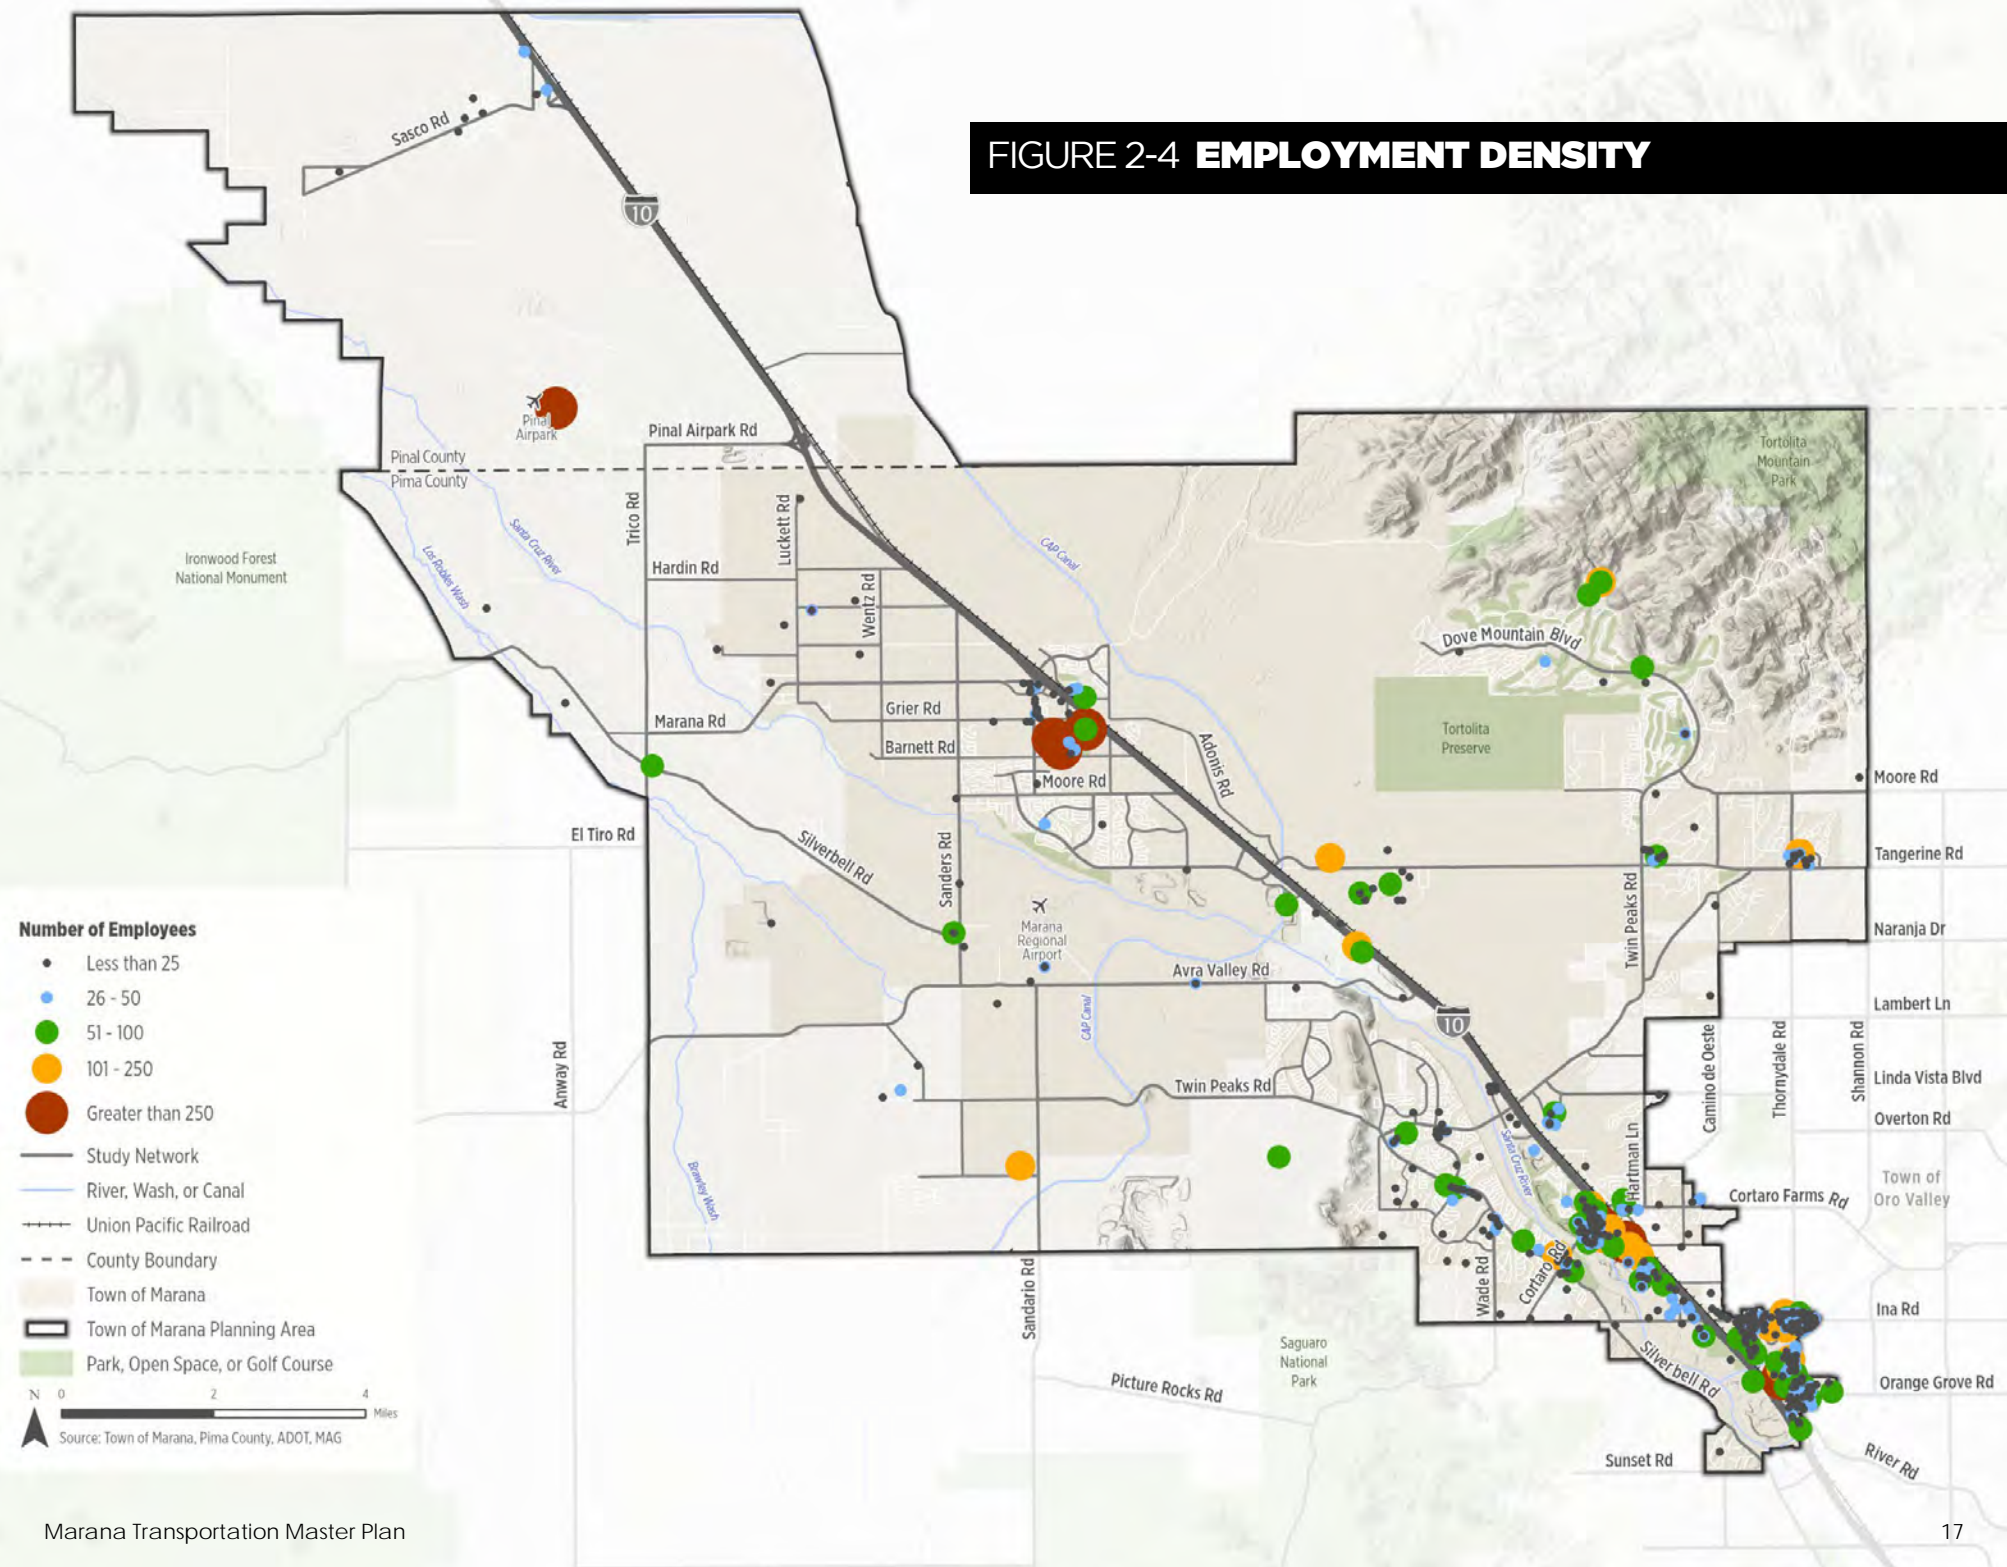 FIGURE 2-4 EMPLOYMENT DENSITY
Sasco Rd
10
Pinal
Airpark
Pinal Airpark Rd
Pinal County
Pima County
Tortolita
Mountain
Park
Trico Rd
Luckett Rd
Santa Cruz River
Los Robles Wash
CAP Canal
Ironwood Forest
National Monument
Hardin Rd
Wentz Rd
Dove Mountain Blvd
Marana Rd
Grier Rd
Barnett Rd
Adonis Rd
Tortolita
Preserve
Moore Rd
Moore Rd
El Tiro Rd
Silverbell Rd
Sanders Rd
Tangerine Rd
Twin Peaks Rd
Marana
Regional
Airport
Naranja Dr
Avra Valley Rd
CAP Canal
10
Lambert Ln
Camino de Oeste
Thornydale Rd
Shannon Rd
Anway Rd
Twin Peaks Rd
Linda Vista Blvd
Overton Rd
Santa Cruz River
Hartman Ln
Brawley Wash
Town of
Oro Valley
Cortaro Farms Rd
Sandario Rd
Wade Rd
Cortaro Rd
Ina Rd
Saguaro
National
Park
Silverbell Rd
Picture Rocks Rd
Orange Grove Rd
Sunset Rd
River Rd
Number of Employees
Less than 25
26 - 50
51 - 100
101 - 250
Greater than 250
Study Network
River, Wash, or Canal
Union Pacific Railroad
County Boundary
Town of Marana
Town of Marana Planning Area
Park, Open Space, or Golf Course
N 0 2 4
Miles
Source: Town of Marana, Pima County, ADOT, MAG
Marana Transportation Master Plan
17